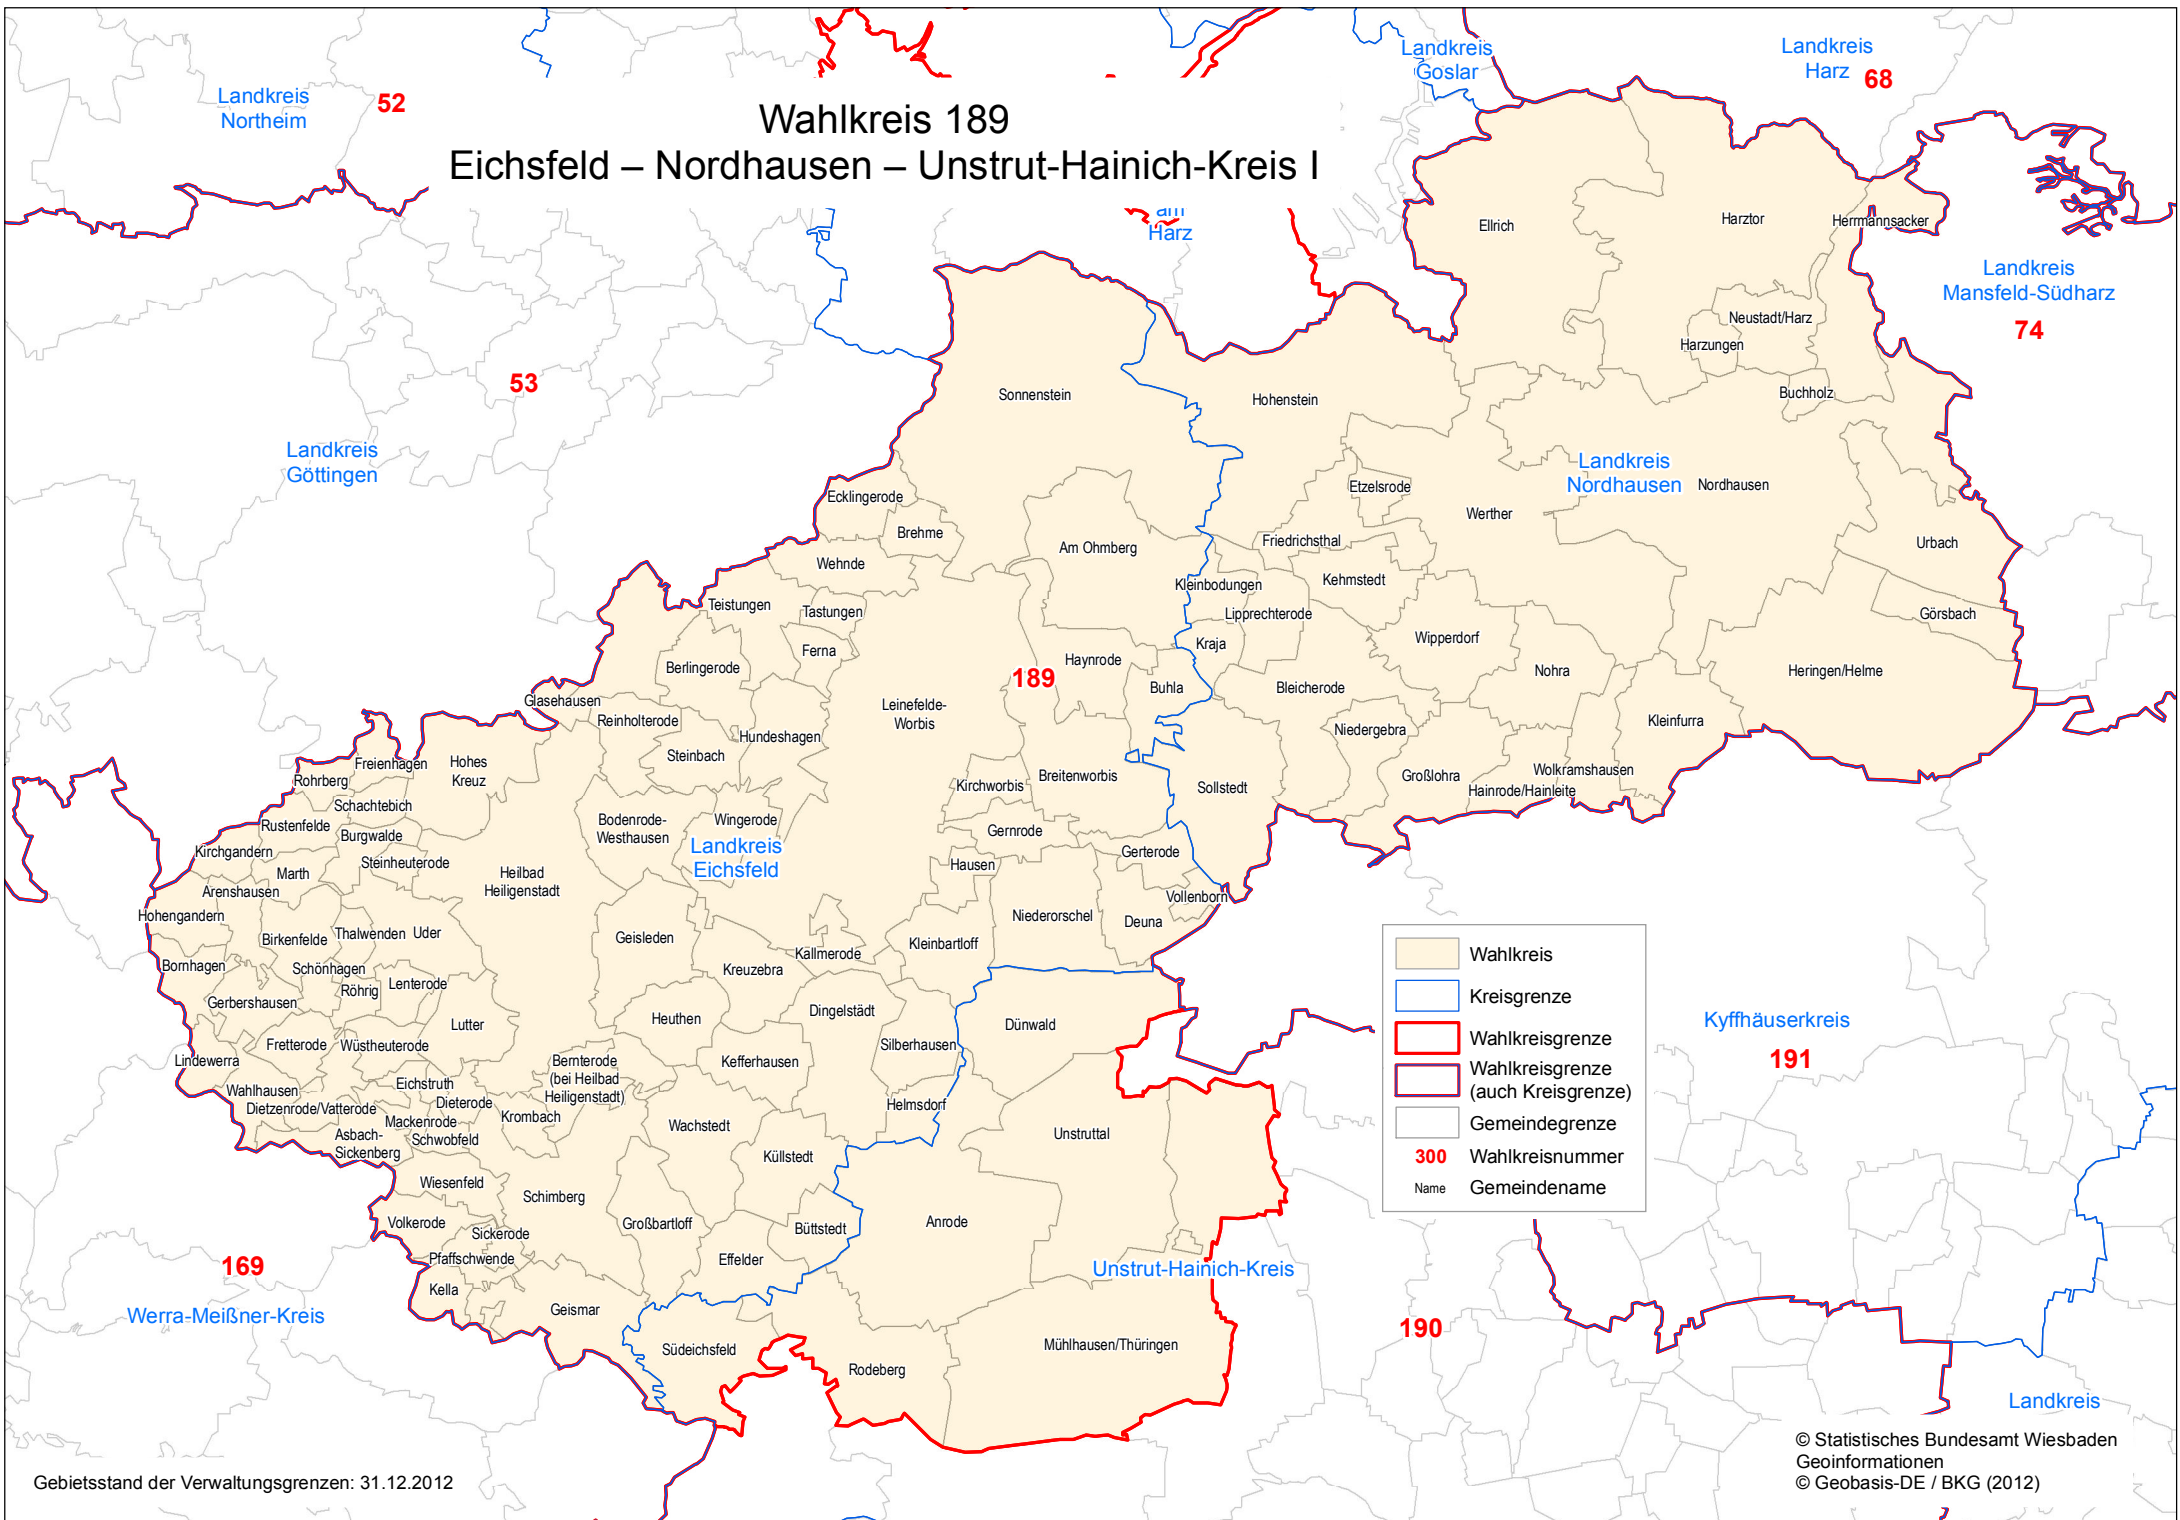 Wahlkreis 189
Eichsfeld – Nordhausen – Unstrut-Hainich-Kreis I
Landkreis
Northeim
52
Landkreis
Goslar
Landkreis
Harz
68
am
Harz
Landkreis
Mansfeld-Südharz
74
53
Landkreis
Göttingen
Ellrich
Harztor
Herrmannsacker
Neustadt/Harz
Harzungen
Buchholz
Sonnenstein
Hohenstein
Landkreis
Nordhausen
Nordhausen
Etzelsrode
Werther
Ecklingerode
Brehme
Wehnde
Am Ohmberg
Friedrichsthal
Kleinbodungen
Kehmstedt
Lipprechterode
Urbach
Görsbach
Teistungen
Tastungen
Ferna
Berlingerode
189
Haynrode
Buhla
Kraja
Wipperdorf
Nohra
Heringen/Helme
Bleicherode
Glasehausen
Reinholterode
Leinefelde-
Worbis
Hundeshagen
Steinbach
Niedergebra
Kleinfurra
Hohes
Kreuz
Freienhagen
Rohrberg
Schachtebich
Kirchworbis
Breitenworbis
Sollstedt
Großlohra
Wolkramshausen
Hainrode/Hainleite
Rustenfelde
Burgwalde
Bodenrode-
Westhausen
Wingerode
Landkreis
Eichsfeld
Gernrode
Gerterode
Kirchgandern
Marth
Steinheuterode
Heilbad
Heiligenstadt
Hausen
Arenshausen
Vollenborn
Hohengandern
Niederorschel
Deuna
Birkenfelde
Thalwenden
Uder
Geisleden
Kleinbartloff
Kallmerode
Kreuzebra
Bornhagen
Schönhagen
Röhrig
Lenterode
Gerbershausen
Heuthen
Dingelstädt
Dünwald
Lutter
Fretterode
Wüstheuterode
Silberhausen
Lindewerra
Kefferhausen
Bernterode
(bei Heilbad
Heiligenstadt)
Wahlhausen
Eichstruth
Dietzenrode/Vatterode
Dieterode
Helmsdorf
Mackenrode
Krombach
Wachstedt
Schwobfeld
Asbach-
Sickenberg
Unstruttal
Küllstedt
Wiesenfeld
Schimberg
Volkerode
Großbartloff
Büttstedt
Anrode
Sickerode
Pfaffschwende
Effelder
Kella
Geismar
Unstrut-Hainich-Kreis
Südeichsfeld
Rodeberg
Mühlhausen/Thüringen
169
Werra-Meißner-Kreis
190
Kyffhäuserkreis
191
Landkreis
Wahlkreis
Kreisgrenze
Wahlkreisgrenze
Wahlkreisgrenze
(auch Kreisgrenze)
Gemeindegrenze
300 Wahlkreisnummer
Name Gemeindename
Gebietsstand der Verwaltungsgrenzen: 31.12.2012
© Statistisches Bundesamt Wiesbaden
Geoinformationen
© Geobasis-DE / BKG (2012)